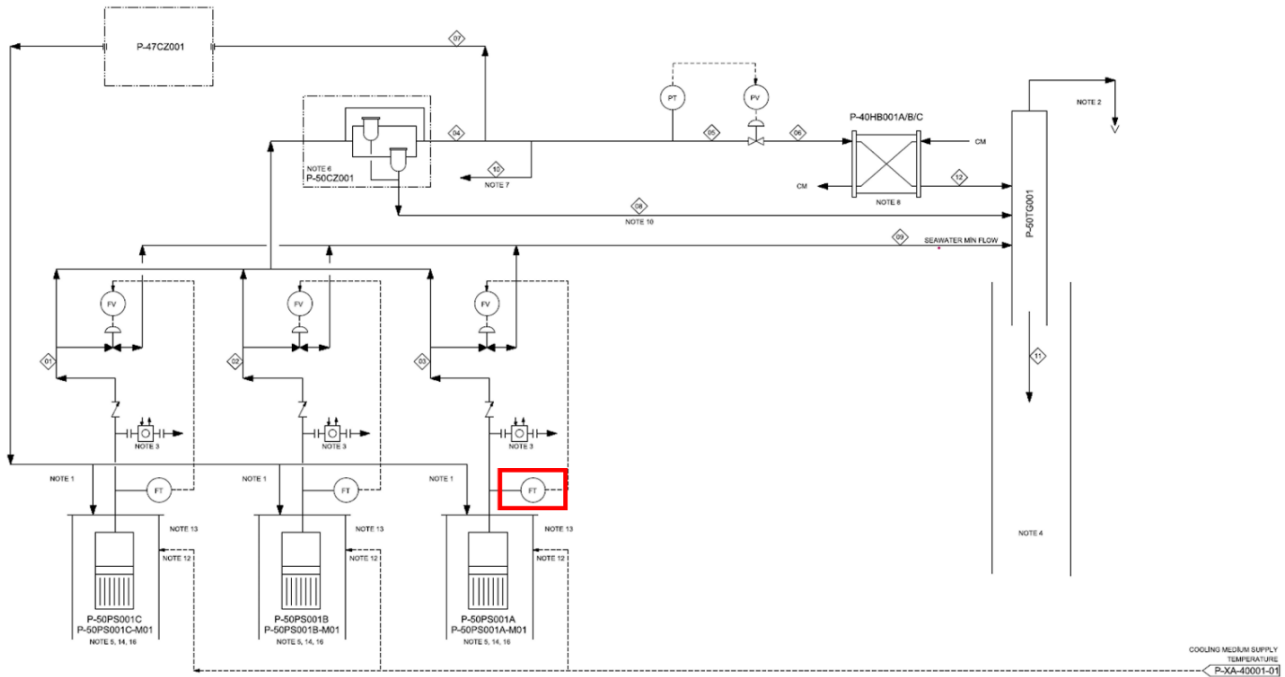 P-47CZ001
07
NOTE 2
PT
PV
P-40HB001A/B/C
04
05
06
CM
NOTE 6
P-50CZ001
10
NOTE 7
CM
12
NOTE 8
08
NOTE 10
P-50TG001
09
SEAWATER MIN FLOW
FV
FV
FV
01
02
03
11
NOTE 3
NOTE 3
NOTE 3
NOTE 1
NOTE 1
NOTE 1
FT
FT
FT
NOTE 13
NOTE 13
NOTE 13
NOTE 4
NOTE 12
NOTE 12
NOTE 12
P-50PS001C
P-50PS001C-M01
NOTE 5, 14, 16
P-50PS001B
P-50PS001B-M01
NOTE 5, 14, 16
P-50PS001A
P-50PS001A-M01
NOTE 5, 14, 16
COOLING MEDIUM SUPPLY
TEMPERATURE
P-XA-40001-01